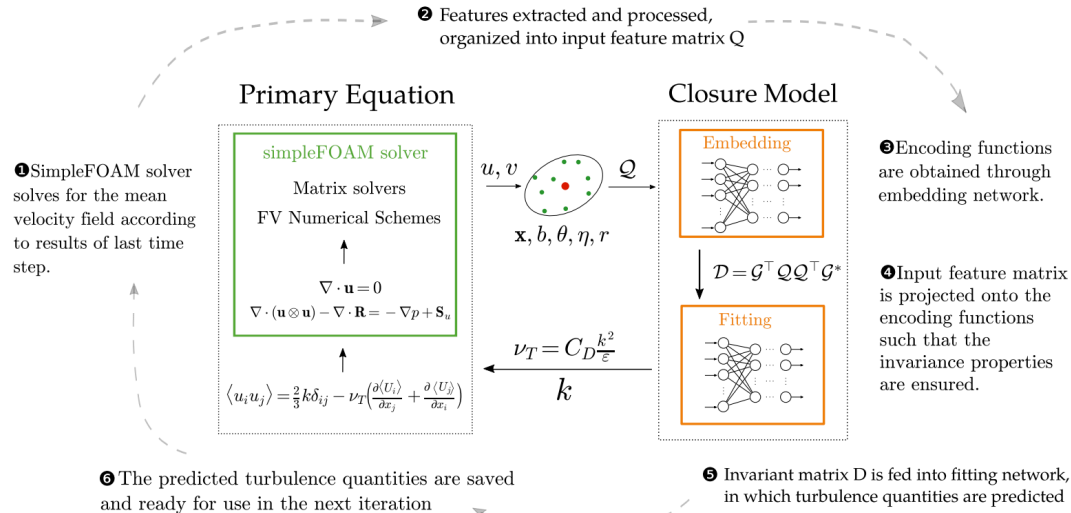 ❷ Features extracted and processed,
organized into input feature matrix Q
Primary Equation
Closure Model
❶SimpleFOAM solver
solves for the mean
velocity field according
to results of last time
step.
simpleFOAM solver
Matrix solvers
FV Numerical Schemes
∇ · u = 0
∇ · (u ⊗ u) − ∇ · R = − ∇p + S_u
⟨u_i u_j⟩ = 2/3 kδ_ij − ν_T(∂⟨U_i⟩/∂x_j + ∂⟨U_j⟩/∂x_i)
u, v
𝒬
x, b, θ, η, r
Embedding
𝒟 = 𝒢^⊤𝒬𝒬^⊤𝒢*
Fitting
ν_T = C_D k²/ε
k
❸Encoding functions
are obtained through
embedding network.
❹Input feature matrix
is projected onto the
encoding functions
such that the
invariance properties
are ensured.
❺ Invariant matrix D is fed into fitting network,
in which turbulence quantities are predicted
❻ The predicted turbulence quantities are saved
and ready for use in the next iteration